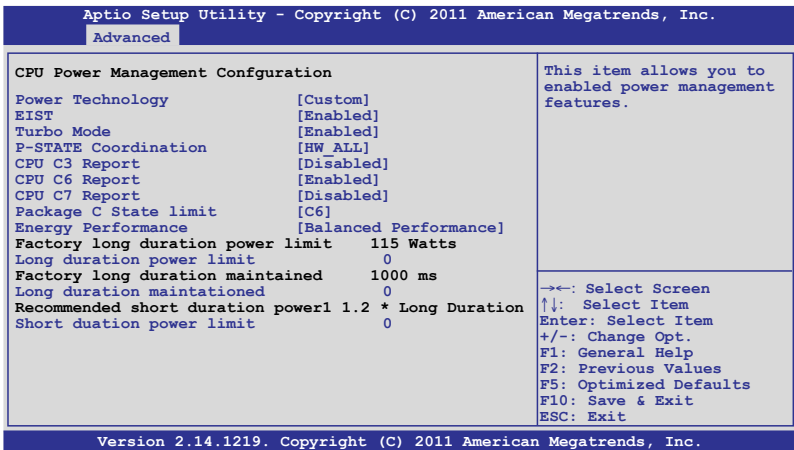 Aptio Setup Utility - Copyright (C) 2011 American Megatrends, Inc.
Advanced
CPU Power Management Confguration
Power Technology [Custom]
EIST [Enabled]
Turbo Mode [Enabled]
P-STATE Coordination [HW_ALL]
CPU C3 Report [Disabled]
CPU C6 Report [Enabled]
CPU C7 Report [Disabled]
Package C State limit [C6]
Energy Performance [Balanced Performance]
Factory long duration power limit 115 Watts
Long duration power limit 0
Factory long duration maintained 1000 ms
Long duration maintationed 0
Recommended short duration power1 1.2 * Long Duration
Short duation power limit 0
This item allows you to
enabled power management
features.
→←: Select Screen
↑↓: Select Item
Enter: Select Item
+/-: Change Opt.
F1: General Help
F2: Previous Values
F5: Optimized Defaults
F10: Save & Exit
ESC: Exit
Version 2.14.1219. Copyright (C) 2011 American Megatrends, Inc.